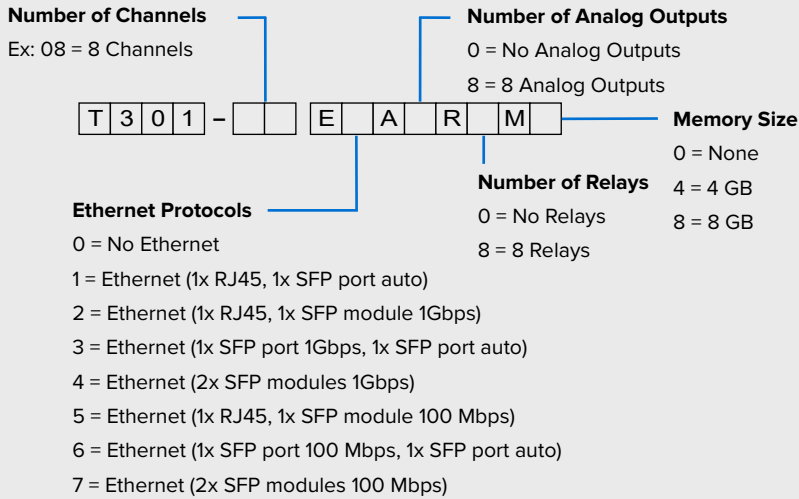 Number of Channels
Ex: 08 = 8 Channels
Number of Analog Outputs
0 = No Analog Outputs
8 = 8 Analog Outputs
T301- E A R M
Memory Size
0 = None
4 = 4 GB
8 = 8 GB
Number of Relays
0 = No Relays
8 = 8 Relays
Ethernet Protocols
0 = No Ethernet
1 = Ethernet (1x RJ45, 1x SFP port auto)
2 = Ethernet (1x RJ45, 1x SFP module 1Gbps)
3 = Ethernet (1x SFP port 1Gbps, 1x SFP port auto)
4 = Ethernet (2x SFP modules 1Gbps)
5 = Ethernet (1x RJ45, 1x SFP module 100 Mbps)
6 = Ethernet (1x SFP port 100 Mbps, 1x SFP port auto)
7 = Ethernet (2x SFP modules 100 Mbps)